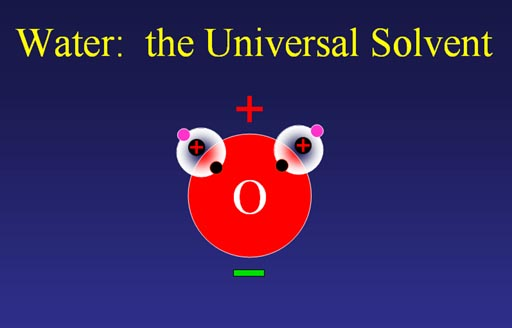 Water: the Universal Solvent
+
+ +
O
−